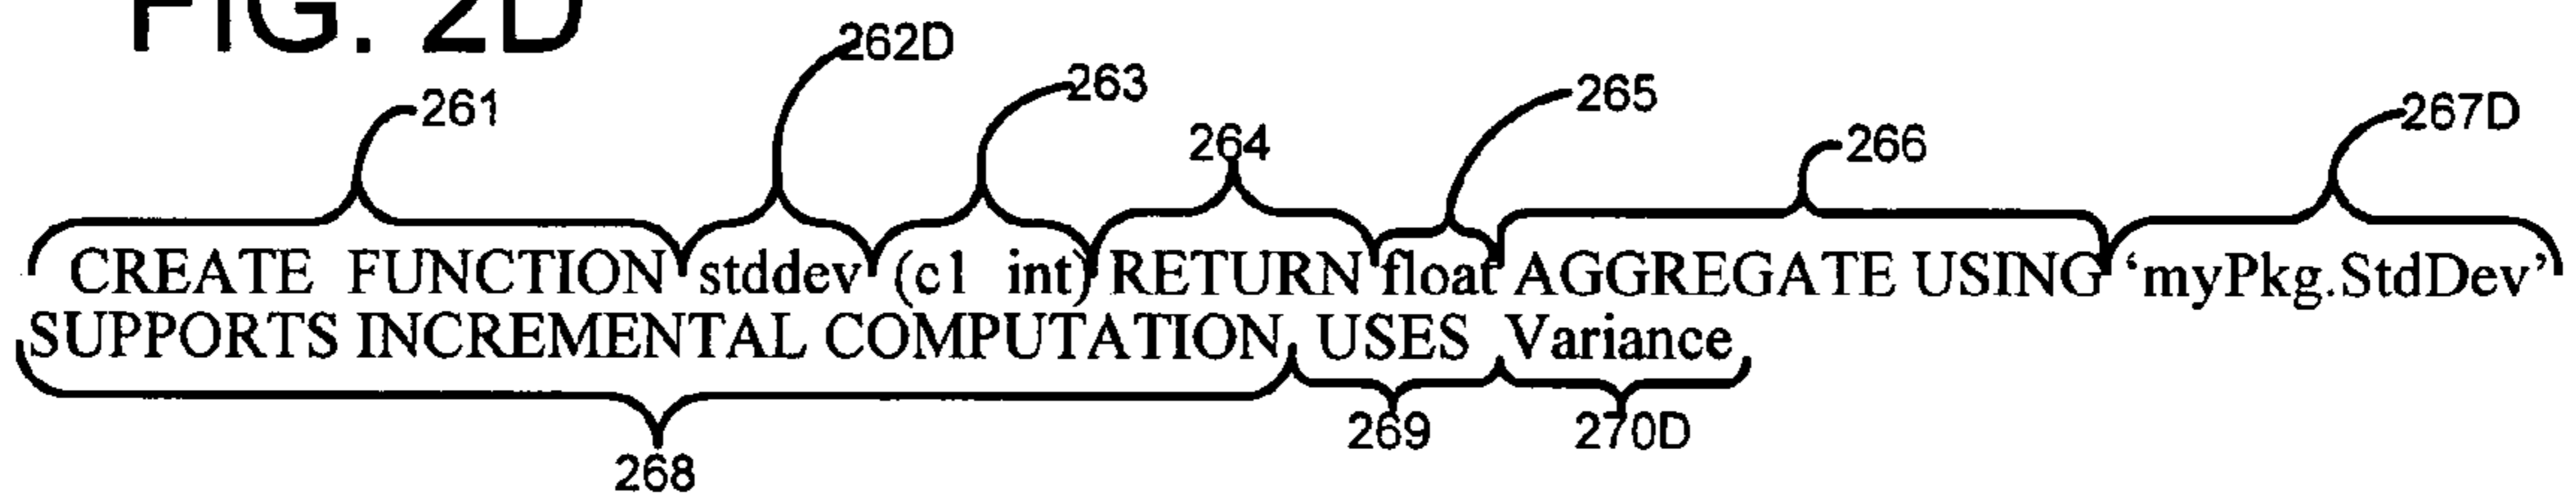 FIG. 2D
262D
263
261
265
267D
264
266
CREATE FUNCTION stddev (c1 int) RETURN float AGGREGATE USING ‘myPkg.StdDev’
SUPPORTS INCREMENTAL COMPUTATION USES Variance
269
270D
268